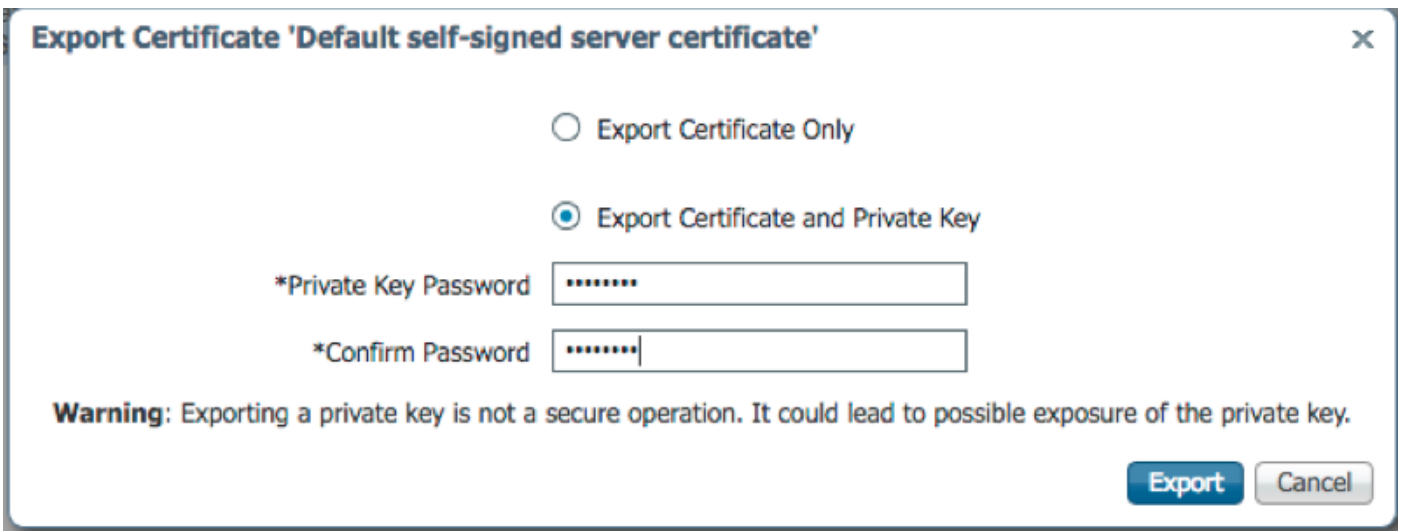 Export Certificate 'Default self-signed server certificate'
Export Certificate Only
Export Certificate and Private Key
*Private Key Password ••••••••
*Confirm Password ••••••••
Warning: Exporting a private key is not a secure operation. It could lead to possible exposure of the private key.
Export Cancel